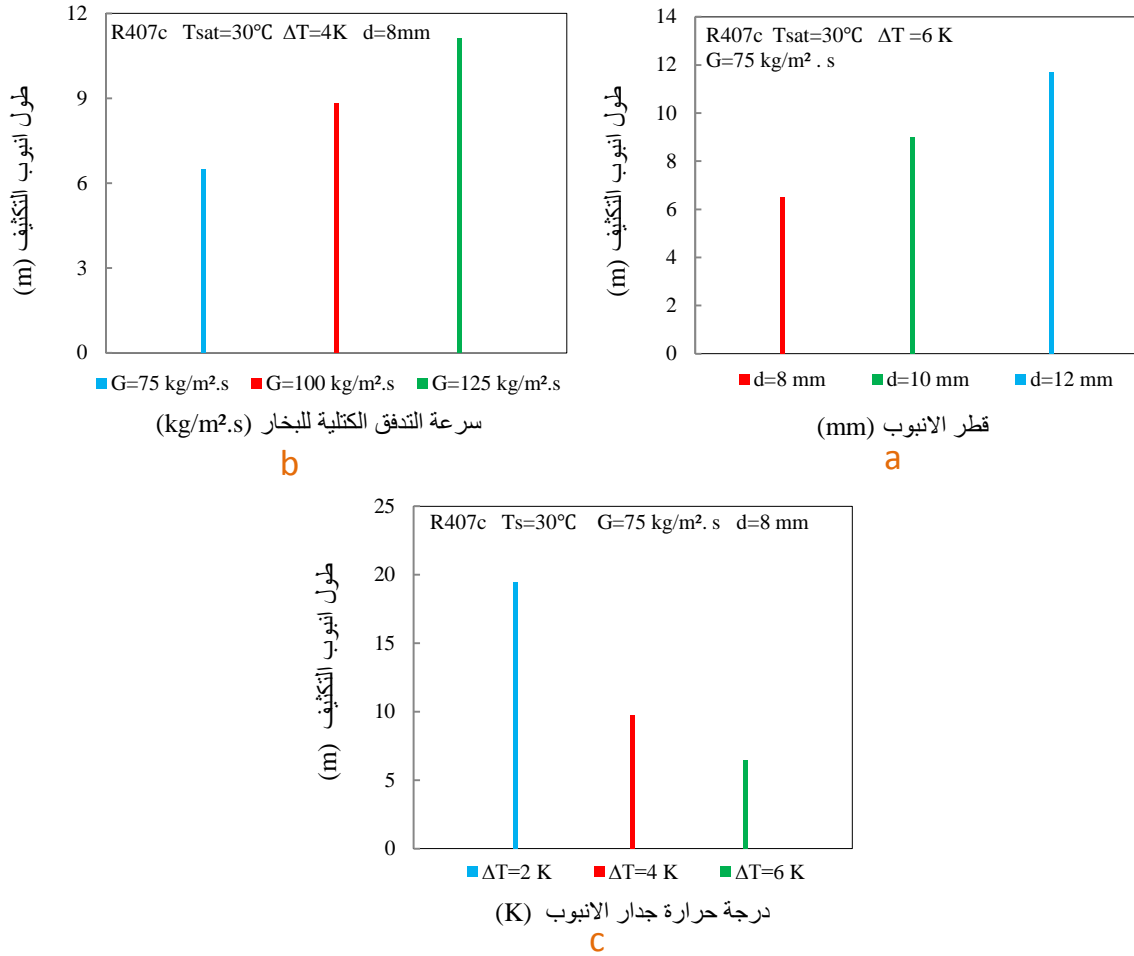 R407c Tsat=30℃ ΔT=4K d=8mm
طول انبوب التكثيف (m)
12
9
6
3
0
G=75 kg/m².s G=100 kg/m².s G=125 kg/m².s
سرعة التدفق الكتلية للبخار (kg/m².s)
b
R407c Tsat=30℃ ΔT =6 K
G=75 kg/m² . s
طول انبوب التكثيف (m)
14
12
10
8
6
4
2
0
d=8 mm d=10 mm d=12 mm
قطر الانبوب (mm)
a
R407c Ts=30℃ G=75 kg/m². s d=8 mm
طول انبوب التكثيف (m)
25
20
15
10
5
0
ΔT=2 K ΔT=4 K ΔT=6 K
درجة حرارة جدار الانبوب (K)
c